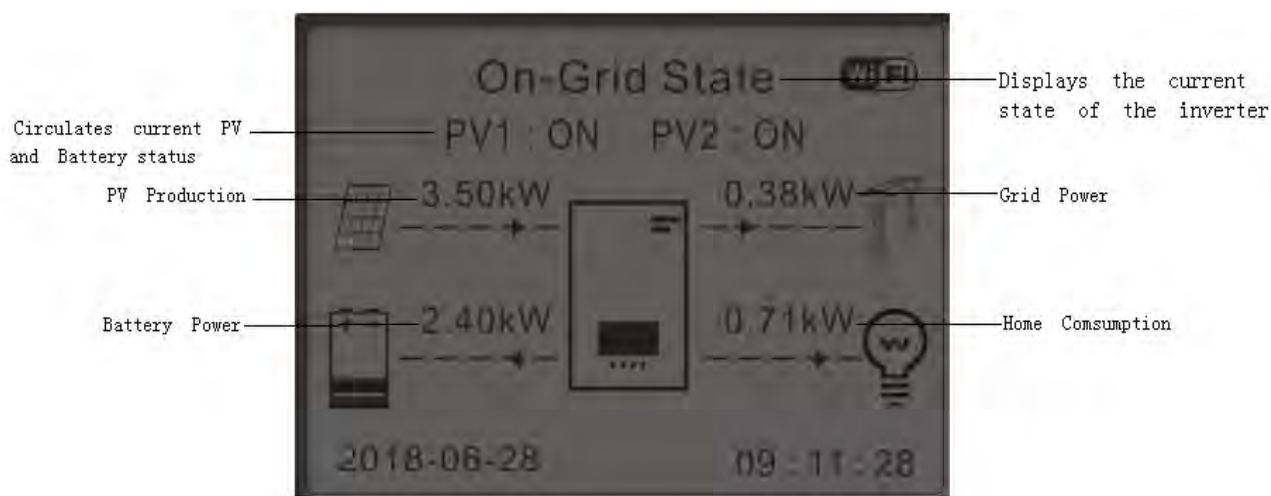 On-Grid State
WiFi
Displays the current
state of the inverter
Circulates current PV
and Battery status
PV1 : ON PV2 : ON
PV Production
3.50kW
0.38kW
Grid Power
Battery Power
2.40kW
0.71kW
Home Comsumption
2018-06-28
09 : 11 : 28